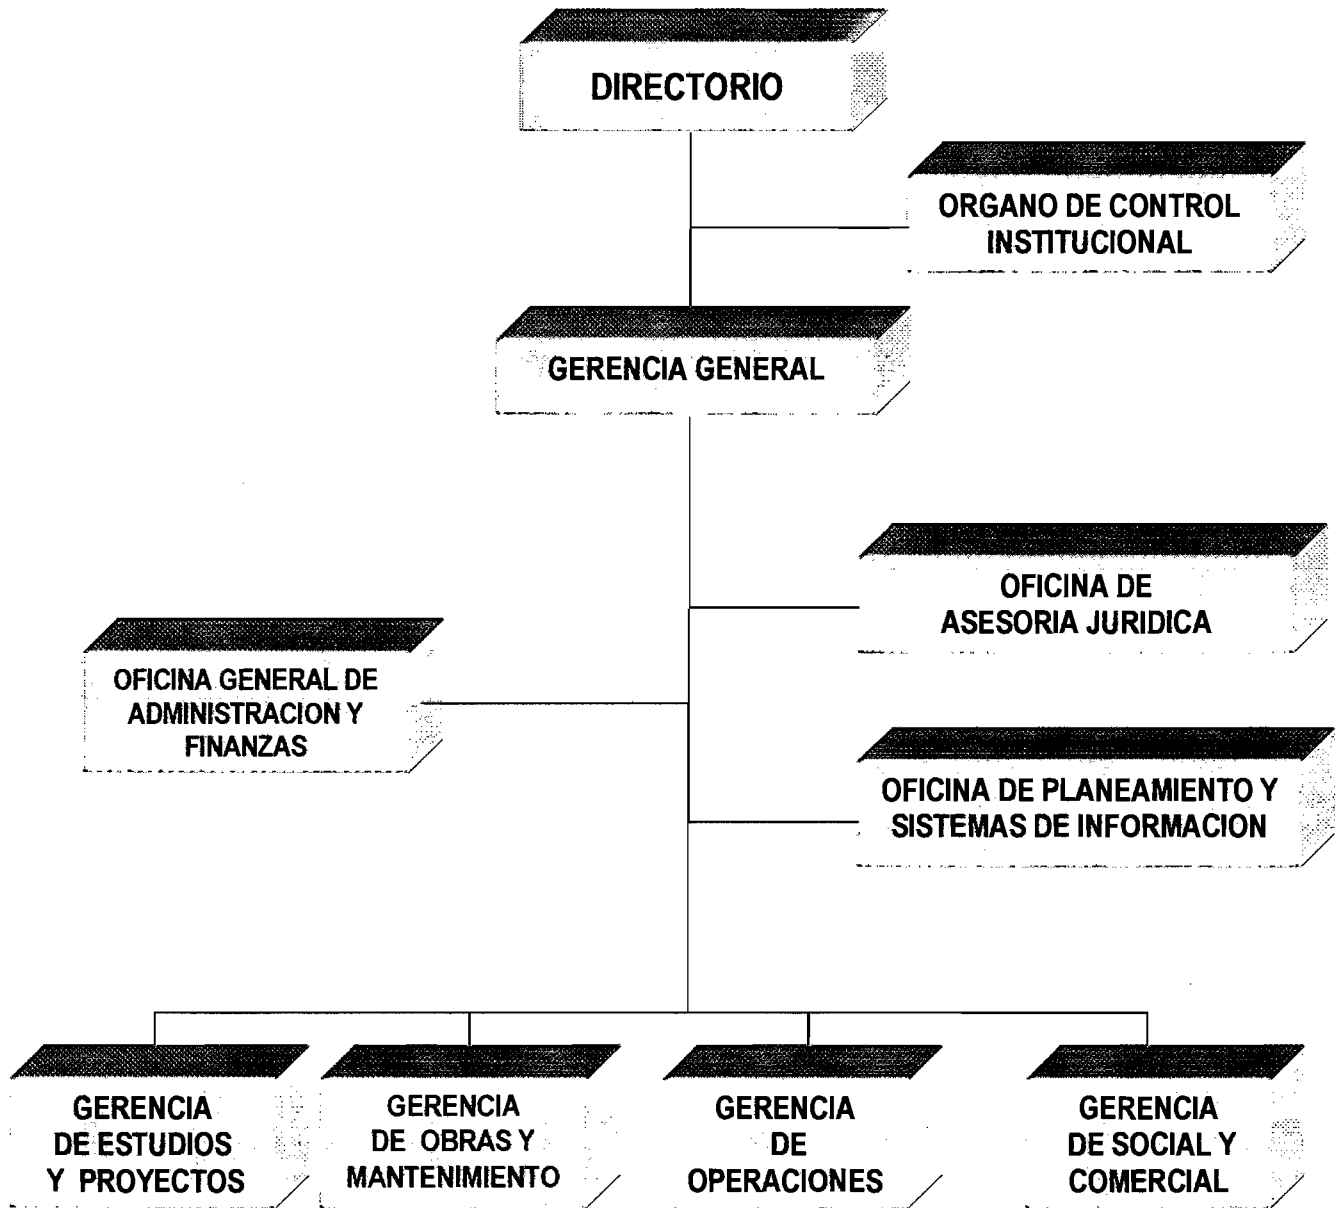 DIRECTORIO
ORGANO DE CONTROL
INSTITUCIONAL
GERENCIA GENERAL
OFICINA DE
ASESORIA JURIDICA
OFICINA GENERAL DE
ADMINISTRACION Y
FINANZAS
OFICINA DE PLANEAMIENTO Y
SISTEMAS DE INFORMACION
GERENCIA
DE ESTUDIOS
Y PROYECTOS
GERENCIA
DE OBRAS Y
MANTENIMIENTO
GERENCIA
DE
OPERACIONES
GERENCIA
DE SOCIAL Y
COMERCIAL